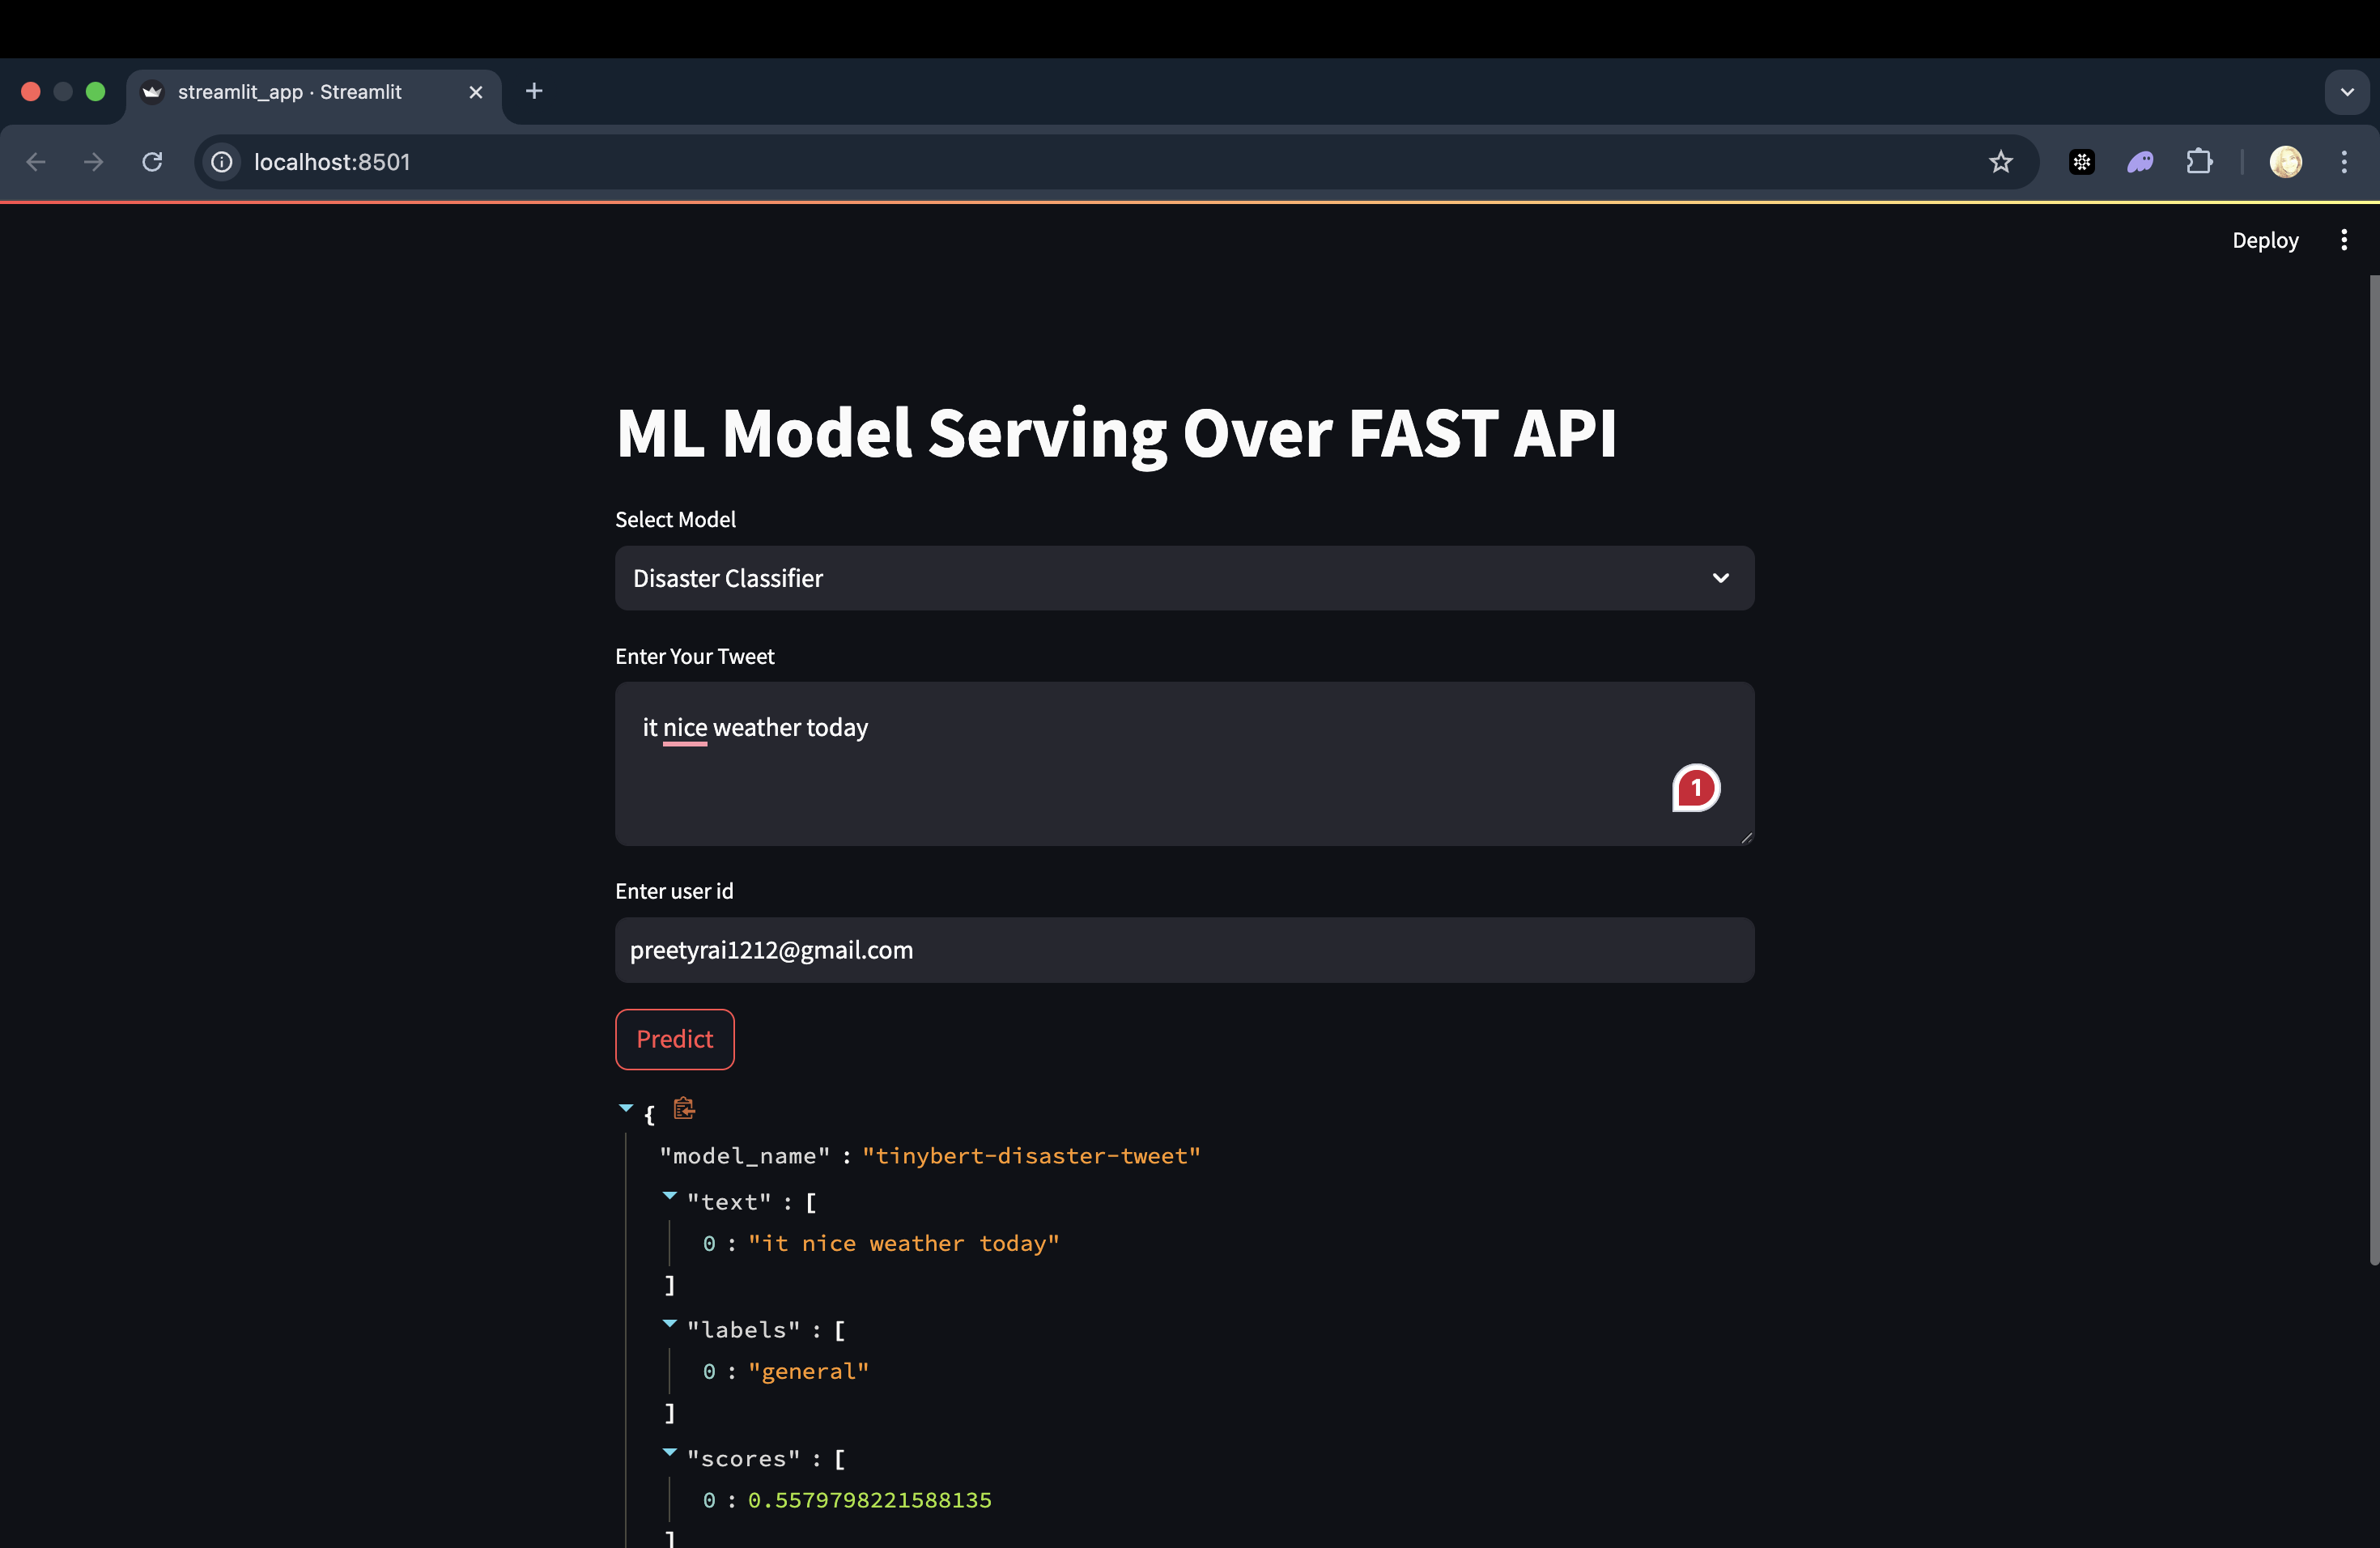 streamlit_app · Streamlit
localhost:8501
Deploy
ML Model Serving Over FAST API
Select Model
Disaster Classifier
Enter Your Tweet
it nice weather today
1
Enter user id
preetyrai1212@gmail.com
Predict
{
"model_name" : "tinybert-disaster-tweet"
"text" : [
0 : "it nice weather today"
]
"labels" : [
0 : "general"
]
"scores" : [
0 : 0.5579798221588135
]